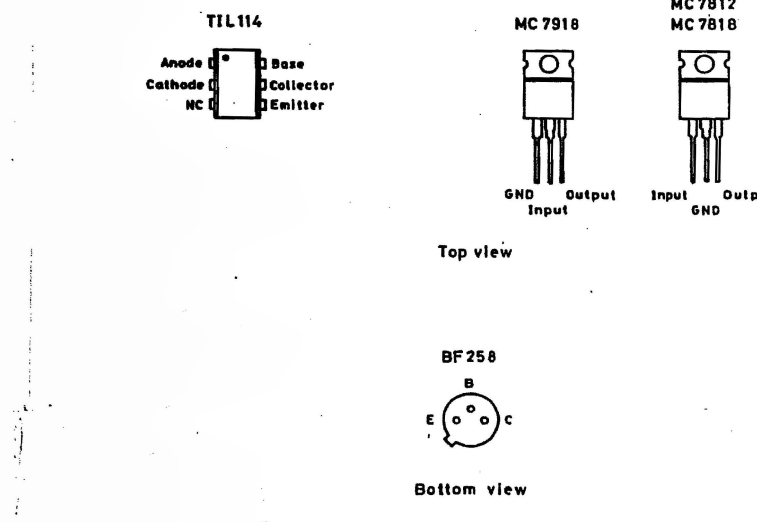 TIL114
Anode
Cathode
NC
Base
Collector
Emitter
MC 7918
GND
Output
Input
MC 7812
MC 7818
Input
Outp
GND
Top view
BF 258
B
E
C
Bottom view